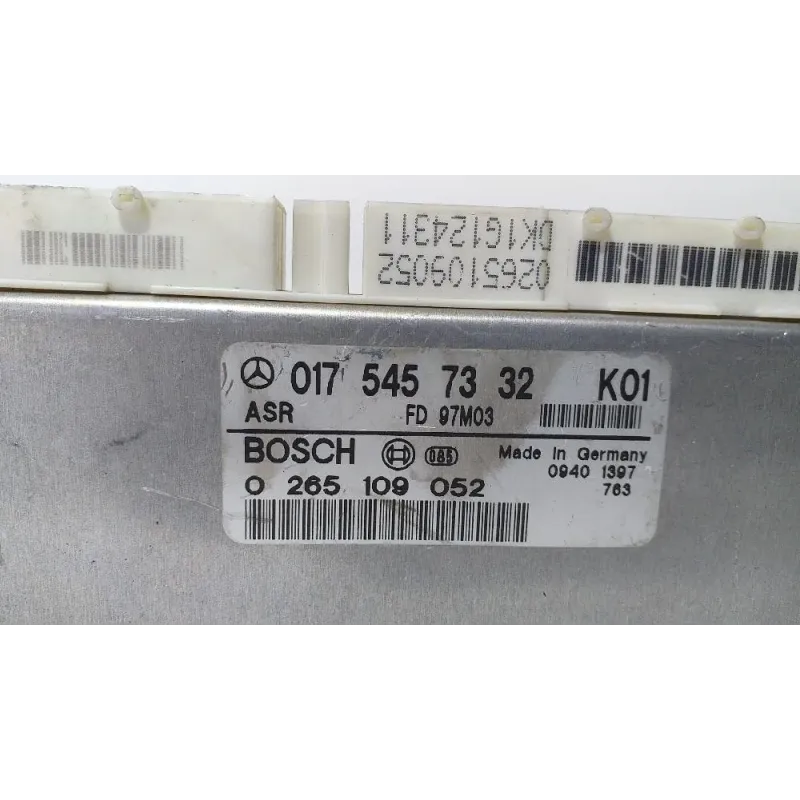 DK1G124311
0265109052
017 545 73 32 K01
ASR FD 97M03
BOSCH 085 Made In Germany
0 265 109 052 0940 1397
763